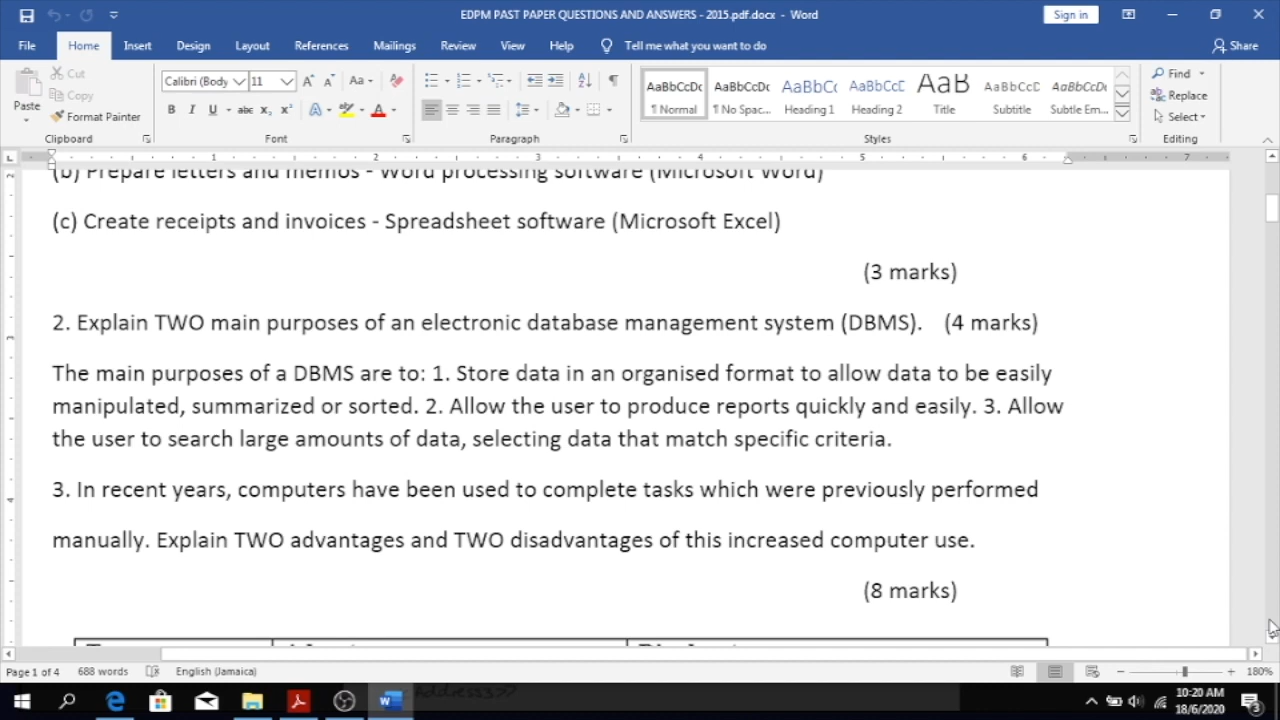 EDPM PAST PAPER QUESTIONS AND ANSWERS - 2015.pdf.docx - Word
Sign in
File Home Insert Design Layout References Mailings Review View Help Tell me what you want to do Share
Paste
Cut
Copy
Format Painter
Clipboard
Calibri (Body 11
Font
Paragraph
AaBbCcDc ¶ Normal
AaBbCcDc ¶ No Spac...
AaBbCc Heading 1
AaBbCcC Heading 2
AaB Title
AaBbCcC Subtitle
AaBbCcDc Subtle Em...
Styles
Find
Replace
Select
Editing
1 2 3 4 5 6 7
(b) Prepare letters and memos - Word processing software (Microsoft Word)
(c) Create receipts and invoices - Spreadsheet software (Microsoft Excel)
(3 marks)
2. Explain TWO main purposes of an electronic database management system (DBMS). (4 marks)
The main purposes of a DBMS are to: 1. Store data in an organised format to allow data to be easily
manipulated, summarized or sorted. 2. Allow the user to produce reports quickly and easily. 3. Allow
the user to search large amounts of data, selecting data that match specific criteria.
3. In recent years, computers have been used to complete tasks which were previously performed
manually. Explain TWO advantages and TWO disadvantages of this increased computer use.
(8 marks)
Page 1 of 4 688 words English (Jamaica) 180%
Address3>>
10:20 AM
18/6/2020
3